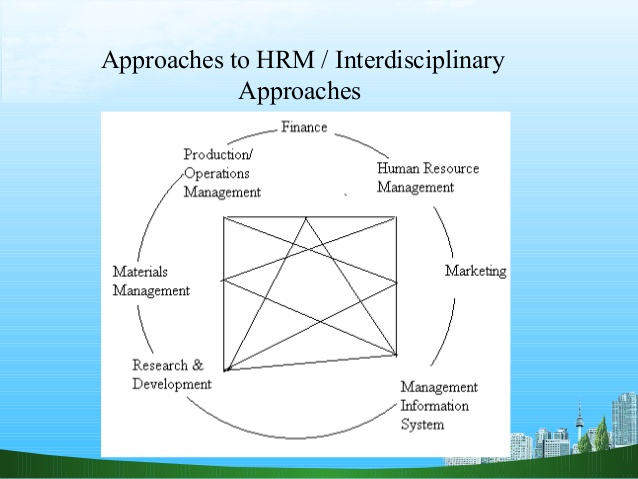 Approaches to HRM / Interdisciplinary
Approaches
Finance
Production/
Operations
Management
Human Resource
Management
Materials
Management
Marketing
Research &
Development
Management
Information
System